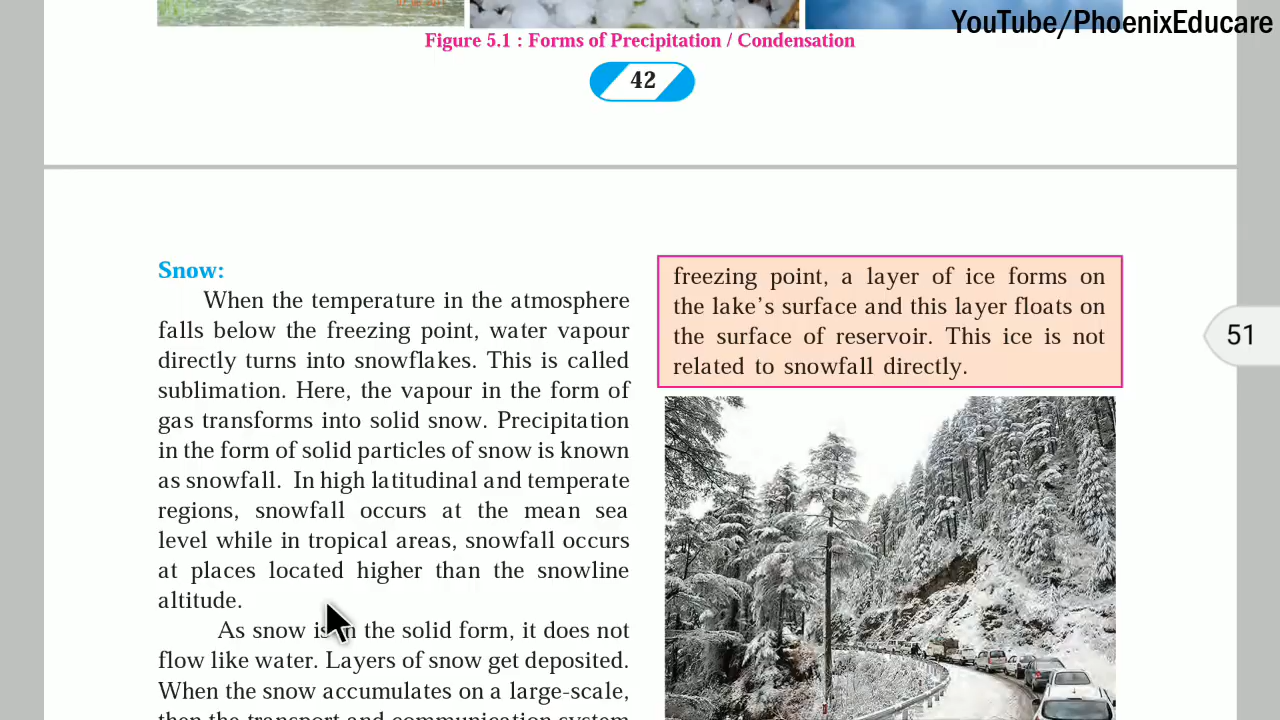 YouTube/PhoenixEducare
Figure 5.1 : Forms of Precipitation / Condensation
42
Snow:
When the temperature in the atmosphere
falls below the freezing point, water vapour
directly turns into snowflakes. This is called
sublimation. Here, the vapour in the form of
gas transforms into solid snow. Precipitation
in the form of solid particles of snow is known
as snowfall. In high latitudinal and temperate
regions, snowfall occurs at the mean sea
level while in tropical areas, snowfall occurs
at places located higher than the snowline
altitude.
As snow is in the solid form, it does not
flow like water. Layers of snow get deposited.
When the snow accumulates on a large-scale,
then the transport and communication system
freezing point, a layer of ice forms on
the lake's surface and this layer floats on
the surface of reservoir. This ice is not
related to snowfall directly.
51